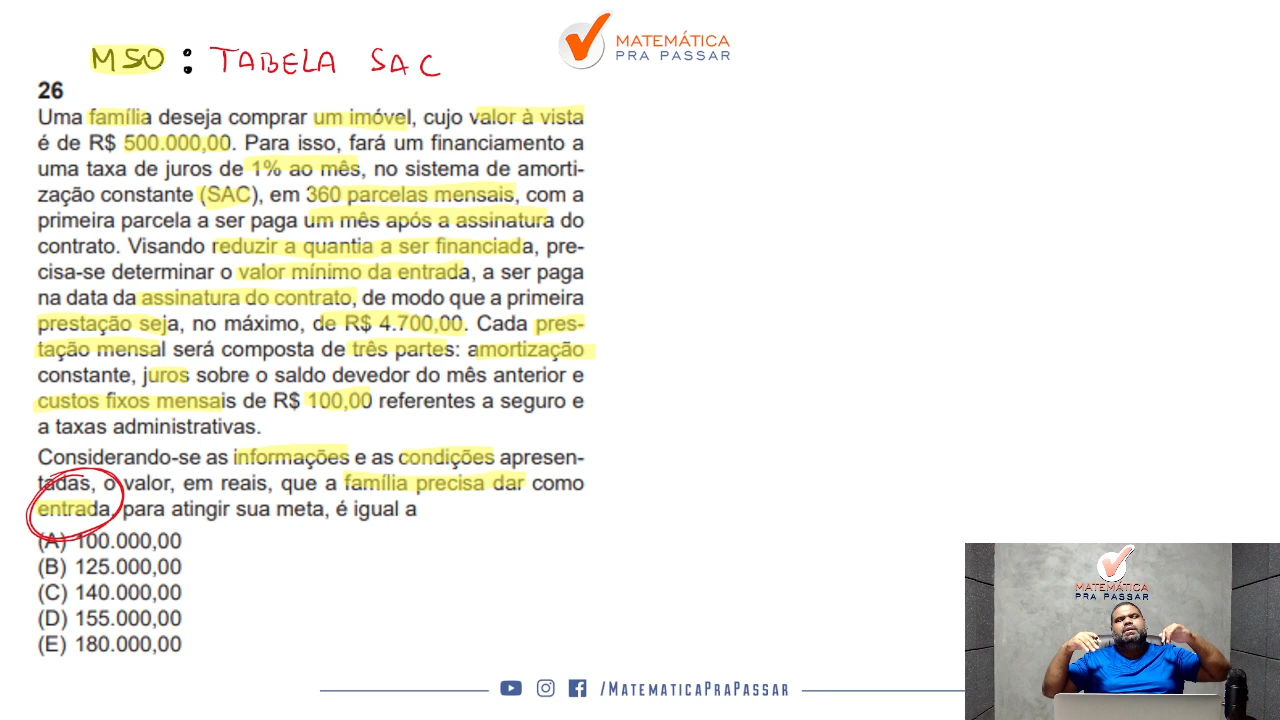 MSO : TABELA SAC
MATEMÁTICA
PRA PASSAR
26
Uma família deseja comprar um imóvel, cujo valor à vista
é de R$ 500.000,00. Para isso, fará um financiamento a
uma taxa de juros de 1% ao mês, no sistema de amorti-
zação constante (SAC), em 360 parcelas mensais, com a
primeira parcela a ser paga um mês após a assinatura do
contrato. Visando reduzir a quantia a ser financiada, pre-
cisa-se determinar o valor mínimo da entrada, a ser paga
na data da assinatura do contrato, de modo que a primeira
prestação seja, no máximo, de R$ 4.700,00. Cada pres-
tação mensal será composta de três partes: amortização
constante, juros sobre o saldo devedor do mês anterior e
custos fixos mensais de R$ 100,00 referentes a seguro e
a taxas administrativas.
Considerando-se as informações e as condições apresen-
tadas, o valor, em reais, que a família precisa dar como
entrada, para atingir sua meta, é igual a
(A) 100.000,00
(B) 125.000,00
(C) 140.000,00
(D) 155.000,00
(E) 180.000,00
MATEMÁTICA
PRA PASSAR
/MATEMATICAPRAPASSAR